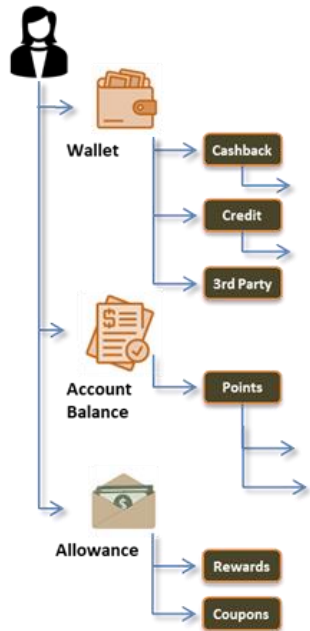 Wallet
Cashback
Credit
3rd Party
Account
Balance
Points
Allowance
Rewards
Coupons